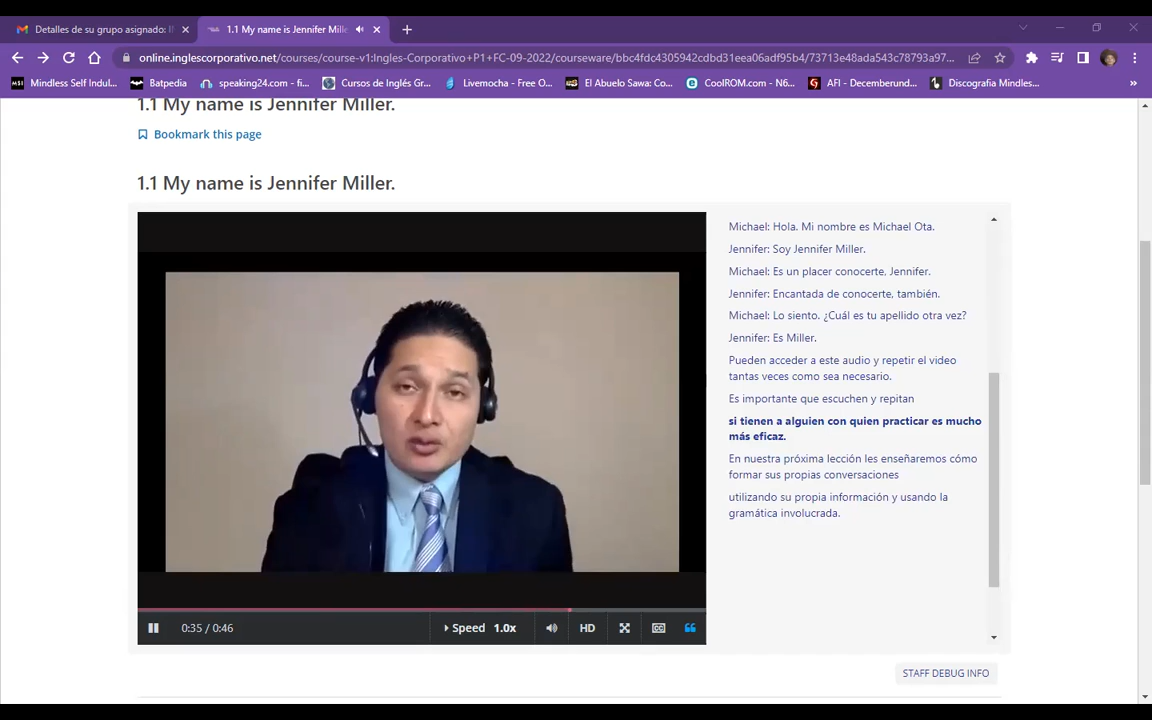 Detalles de su grupo asignado: I
1.1 My name is Jennifer Mille
online.inglescorporativo.net/courses/course-v1:Ingles-Corporativo+P1+FC-09-2022/courseware/bbc4fdc4305942cdbd31eea06adf95b4/73713e48ada543c78793a97...
Mindless Self Indul...
Batpedia
speaking24.com - fi...
Cursos de Inglés Gr...
Livemocha - Free O...
El Abuelo Sawa: Co...
CoolROM.com - N6...
AFI - Decemberund...
Discografia Mindles...
1.1 My name is Jennifer Miller.
Bookmark this page
1.1 My name is Jennifer Miller.
Michael: Hola. Mi nombre es Michael Ota.
Jennifer: Soy Jennifer Miller.
Michael: Es un placer conocerte, Jennifer.
Jennifer: Encantada de conocerte, también.
Michael: Lo siento. ¿Cuál es tu apellido otra vez?
Jennifer: Es Miller.
Pueden acceder a este audio y repetir el video
tantas veces como sea necesario.
Es importante que escuchen y repitan
si tienen a alguien con quien practicar es mucho
más eficaz.
En nuestra próxima lección les enseñaremos cómo
formar sus propias conversaciones
utilizando su propia información y usando la
gramática involucrada.
0:35 / 0:46
Speed 1.0x
HD
CC
STAFF DEBUG INFO